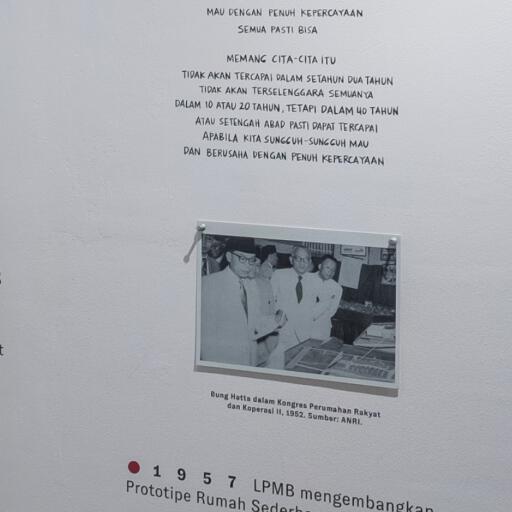 MAU DENGAN PENUH KEPERCAYAAN
SEMUA PASTI BISA
MEMANG CITA-CITA ITU
TIDAK AKAN TERCAPAI DALAM SETAHUN DUA TAHUN
TIDAK AKAN TERSELENGGARA SEMUANYA
DALAM 10 ATAU 20 TAHUN, TETAPI DALAM 40 TAHUN
ATAU SETENGAH ABAD PASTI DAPAT TERCAPAI
APABILA KITA SUNGGUH-SUNGGUH MAU
DAN BERUSAHA DENGAN PENUH KEPERCAYAAN
Bung Hatta dalam Kongres Perumahan Rakyat
dan Koperasi II, 1952. Sumber: ANRI.
1957 LPMB mengembangkan
Prototipe Rumah